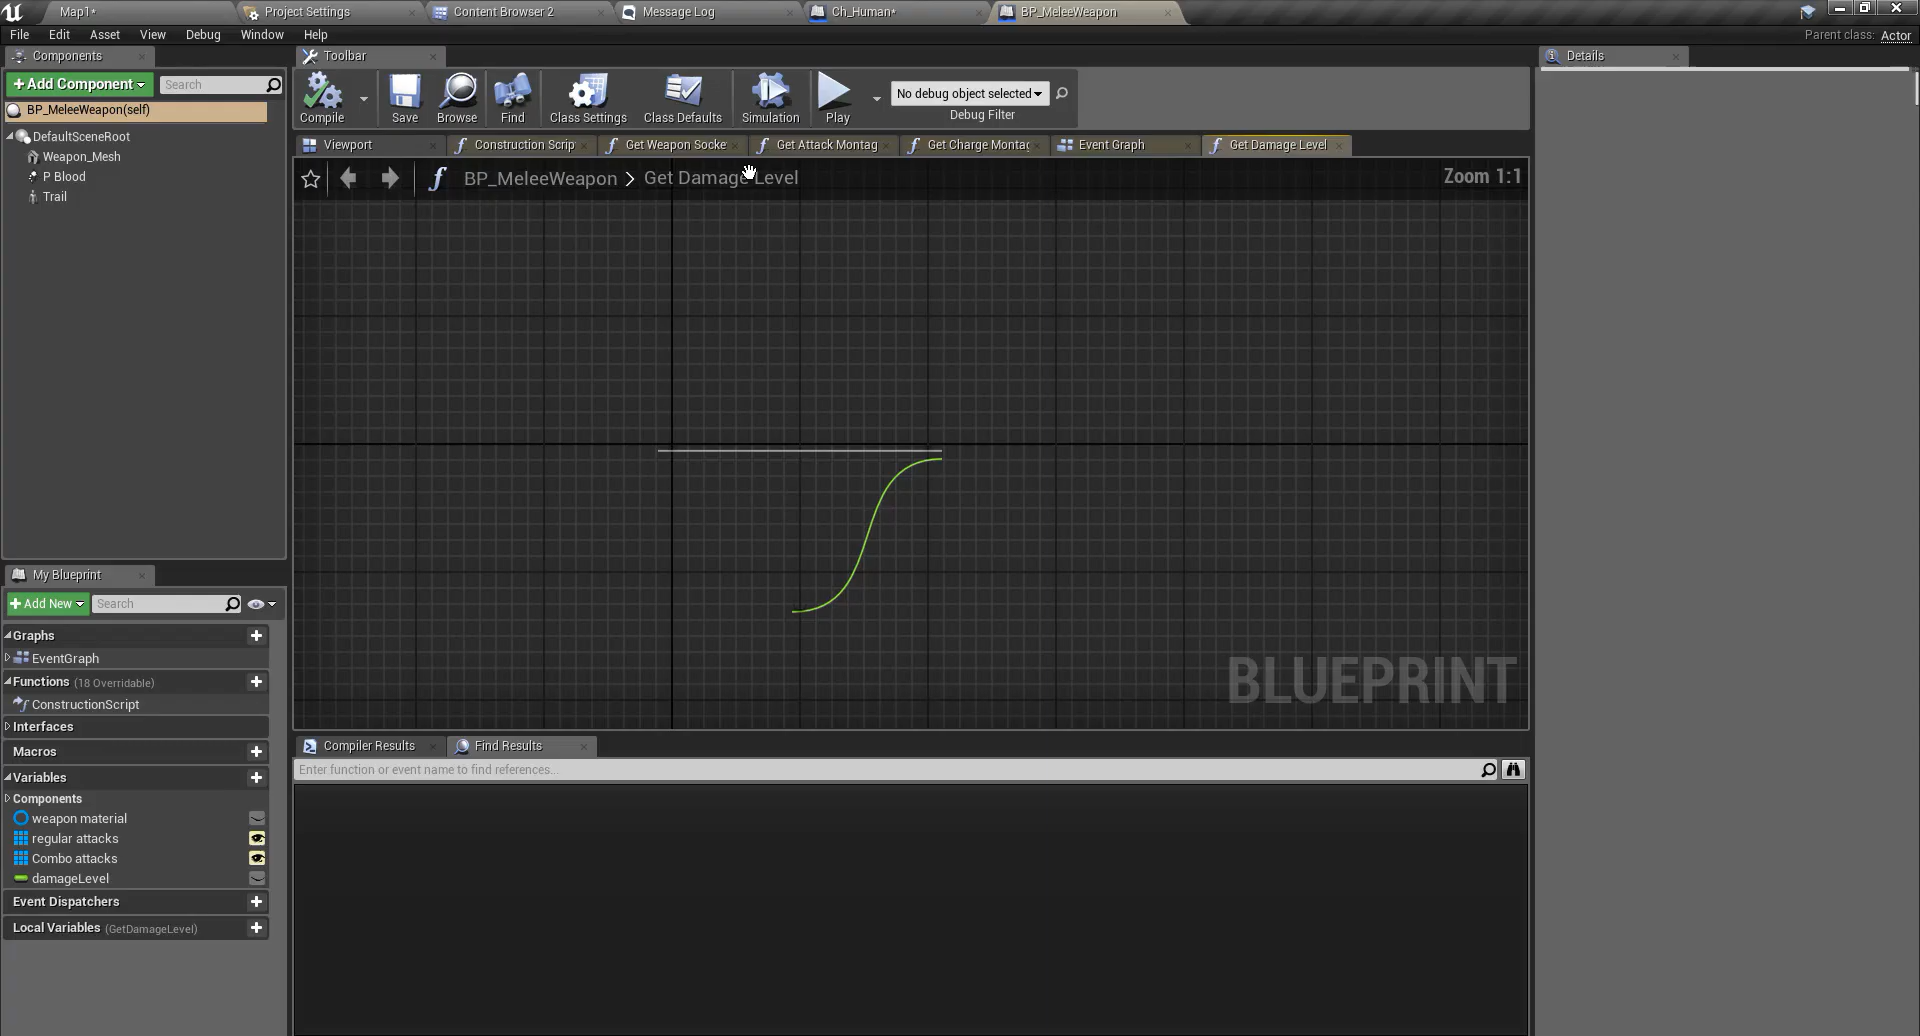 Map1*
Project Settings
Content Browser 2
Message Log
Ch_Human*
BP_MeleeWeapon
File Edit Asset View Debug Window Help
Parent class: Actor
Components
Toolbar
Details
+Add Component
Search
Compile
Save
Browse
Find
Class Settings
Class Defaults
Simulation
Play
No debug object selected
Debug Filter
BP_MeleeWeapon(self)
DefaultSceneRoot
Weapon_Mesh
P Blood
Trail
Viewport
Construction Scrip
Get Weapon Socke
Get Attack Montag
Get Charge Montag
Event Graph
Get Damage Level
BP_MeleeWeapon > Get Damage Level
Zoom 1:1
BLUEPRINT
My Blueprint
+Add New
Search
Graphs
EventGraph
Functions (18 Overridable)
ConstructionScript
Interfaces
Macros
Variables
Components
weapon material
regular attacks
Combo attacks
damageLevel
Event Dispatchers
Local Variables (GetDamageLevel)
Compiler Results
Find Results
Enter function or event name to find references...